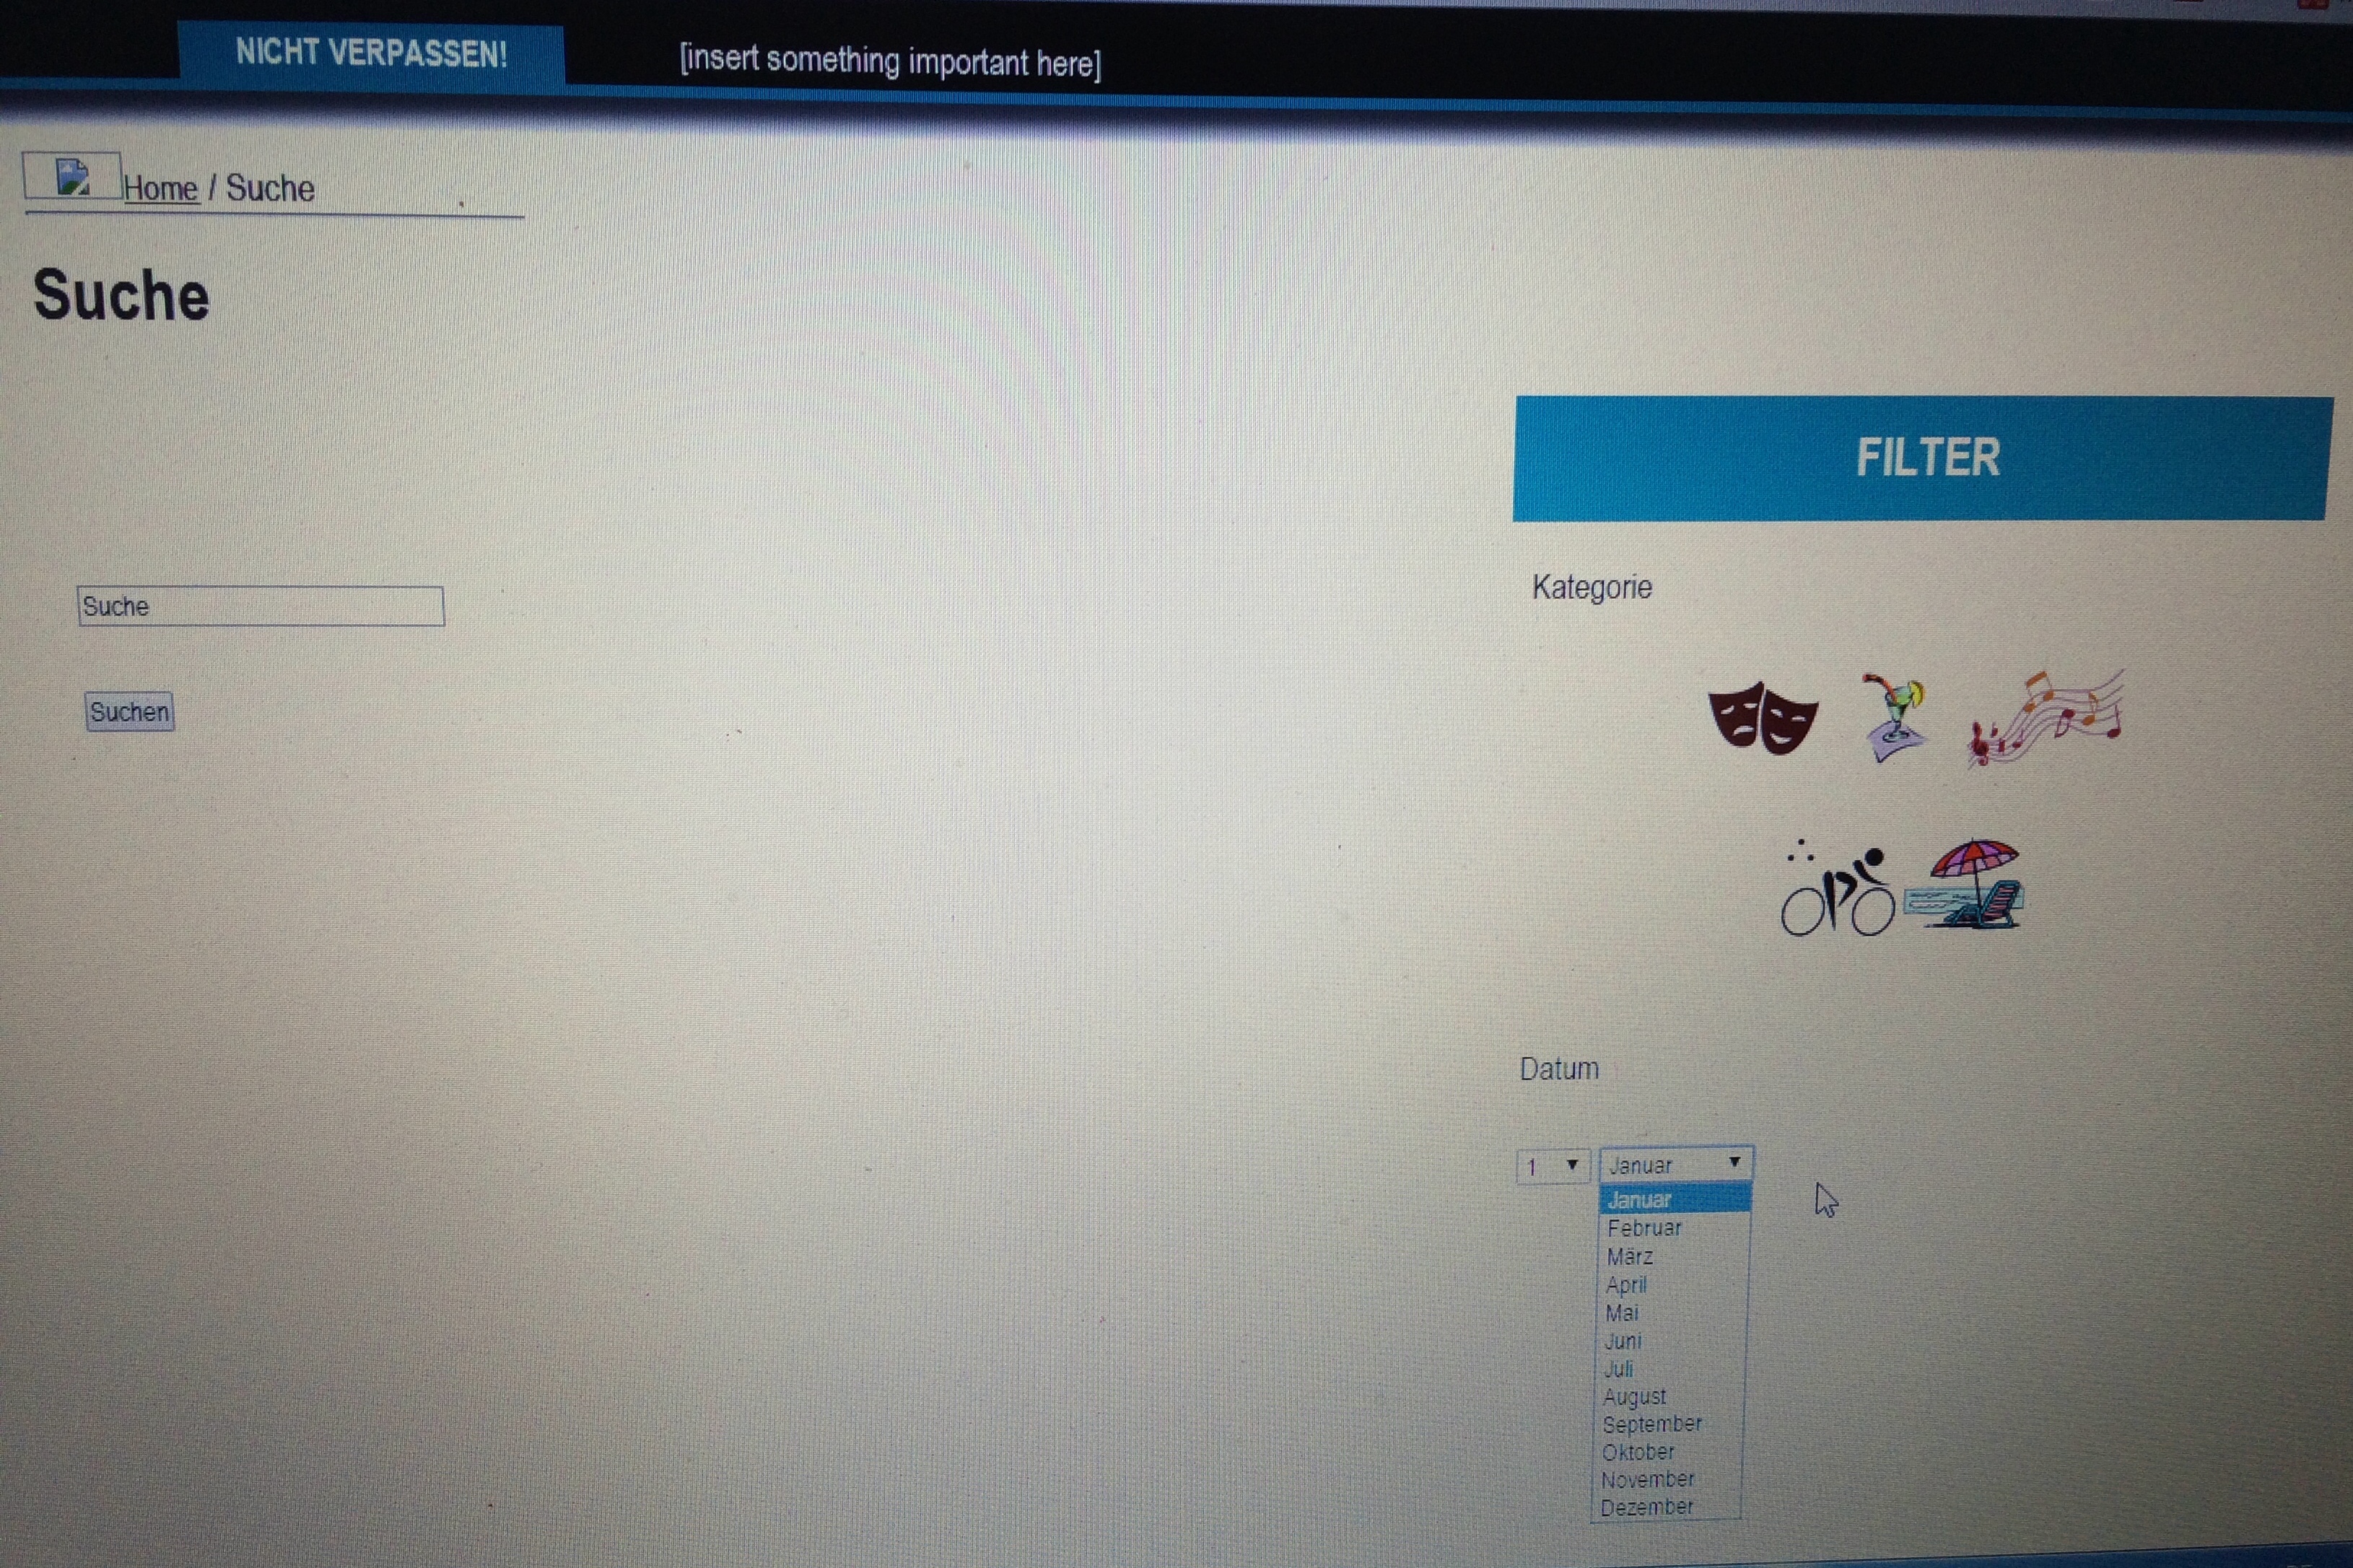 NICHT VERPASSEN!
[insert something important here]
Home / Suche
Suche
FILTER
Kategorie
Suche
Suchen
Datum
1 Januar
Januar
Februar
März
April
Mai
Juni
Juli
August
September
Oktober
November
Dezember